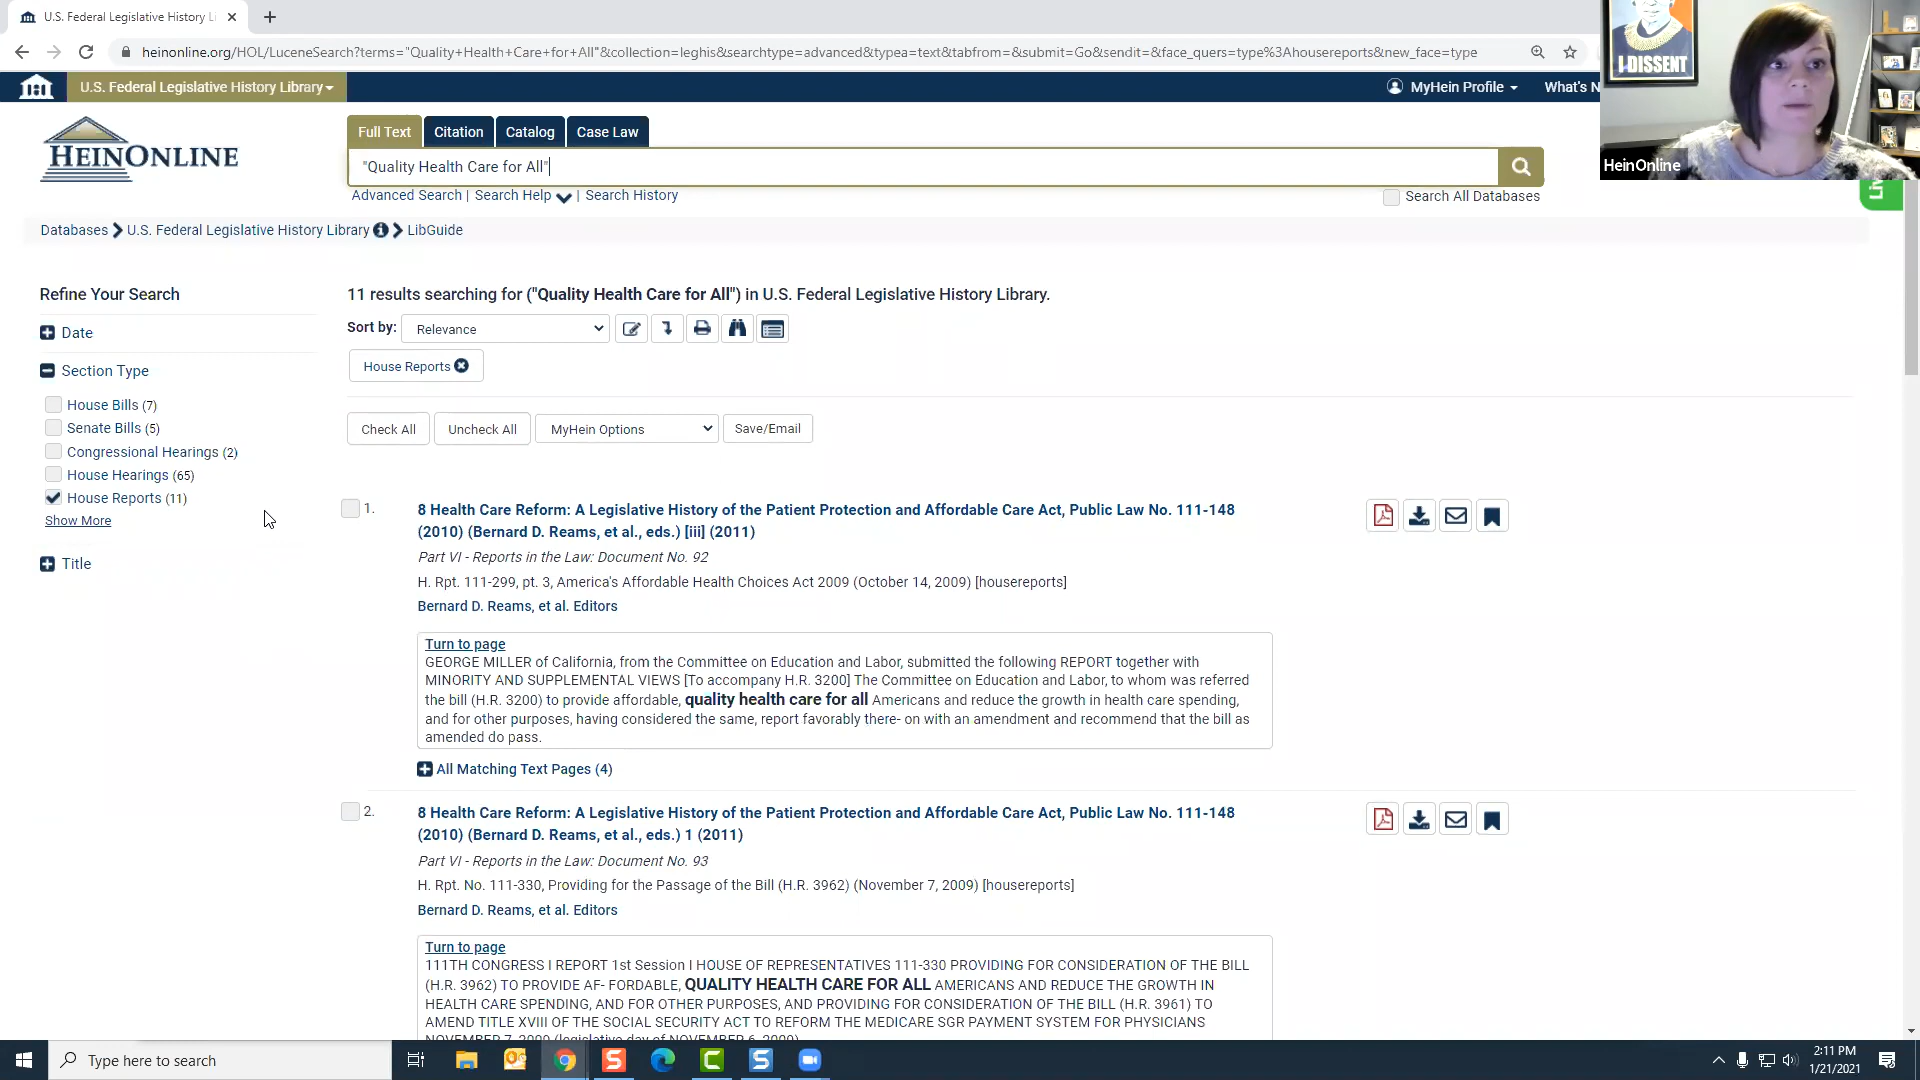 U.S. Federal Legislative History Li
heinonline.org/HOL/LuceneSearch?terms="Quality+Health+Care+for+All"&collection=leghis&searchtype=advanced&typea=text&tabfrom=&submit=Go&sendit=&face_quers=type%3Ahousereports&new_face=type
I DISSENT
U.S. Federal Legislative History Library
MyHein Profile
What's N
HEINONLINE
Full Text
Citation
Catalog
Case Law
"Quality Health Care for All"
HeinOnline
Advanced Search | Search Help | Search History
Search All Databases
Databases > U.S. Federal Legislative History Library > LibGuide
Refine Your Search
11 results searching for ("Quality Health Care for All") in U.S. Federal Legislative History Library.
Date
Sort by: Relevance
Section Type
House Reports
House Bills (7)
Senate Bills (5)
Check All
Uncheck All
MyHein Options
Save/Email
Congressional Hearings (2)
House Hearings (65)
House Reports (11)
Show More
Title
1. 8 Health Care Reform: A Legislative History of the Patient Protection and Affordable Care Act, Public Law No. 111-148
(2010) (Bernard D. Reams, et al., eds.) [iii] (2011)
Part VI - Reports in the Law: Document No. 92
H. Rpt. 111-299, pt. 3, America's Affordable Health Choices Act 2009 (October 14, 2009) [housereports]
Bernard D. Reams, et al. Editors
Turn to page
GEORGE MILLER of California, from the Committee on Education and Labor, submitted the following REPORT together with
MINORITY AND SUPPLEMENTAL VIEWS [To accompany H.R. 3200] The Committee on Education and Labor, to whom was referred
the bill (H.R. 3200) to provide affordable, quality health care for all Americans and reduce the growth in health care spending,
and for other purposes, having considered the same, report favorably there- on with an amendment and recommend that the bill as
amended do pass.
All Matching Text Pages (4)
2. 8 Health Care Reform: A Legislative History of the Patient Protection and Affordable Care Act, Public Law No. 111-148
(2010) (Bernard D. Reams, et al., eds.) 1 (2011)
Part VI - Reports in the Law: Document No. 93
H. Rpt. No. 111-330, Providing for the Passage of the Bill (H.R. 3962) (November 7, 2009) [housereports]
Bernard D. Reams, et al. Editors
Turn to page
111TH CONGRESS I REPORT 1st Session I HOUSE OF REPRESENTATIVES 111-330 PROVIDING FOR CONSIDERATION OF THE BILL
(H.R. 3962) TO PROVIDE AF- FORDABLE, QUALITY HEALTH CARE FOR ALL AMERICANS AND REDUCE THE GROWTH IN
HEALTH CARE SPENDING, AND FOR OTHER PURPOSES, AND PROVIDING FOR CONSIDERATION OF THE BILL (H.R. 3961) TO
AMEND TITLE XVIII OF THE SOCIAL SECURITY ACT TO REFORM THE MEDICARE SGR PAYMENT SYSTEM FOR PHYSICIANS
NOVEMBER 7, 2009 (legislative day of NOVEMBER 6, 2009)
Type here to search
2:11 PM
1/21/2021